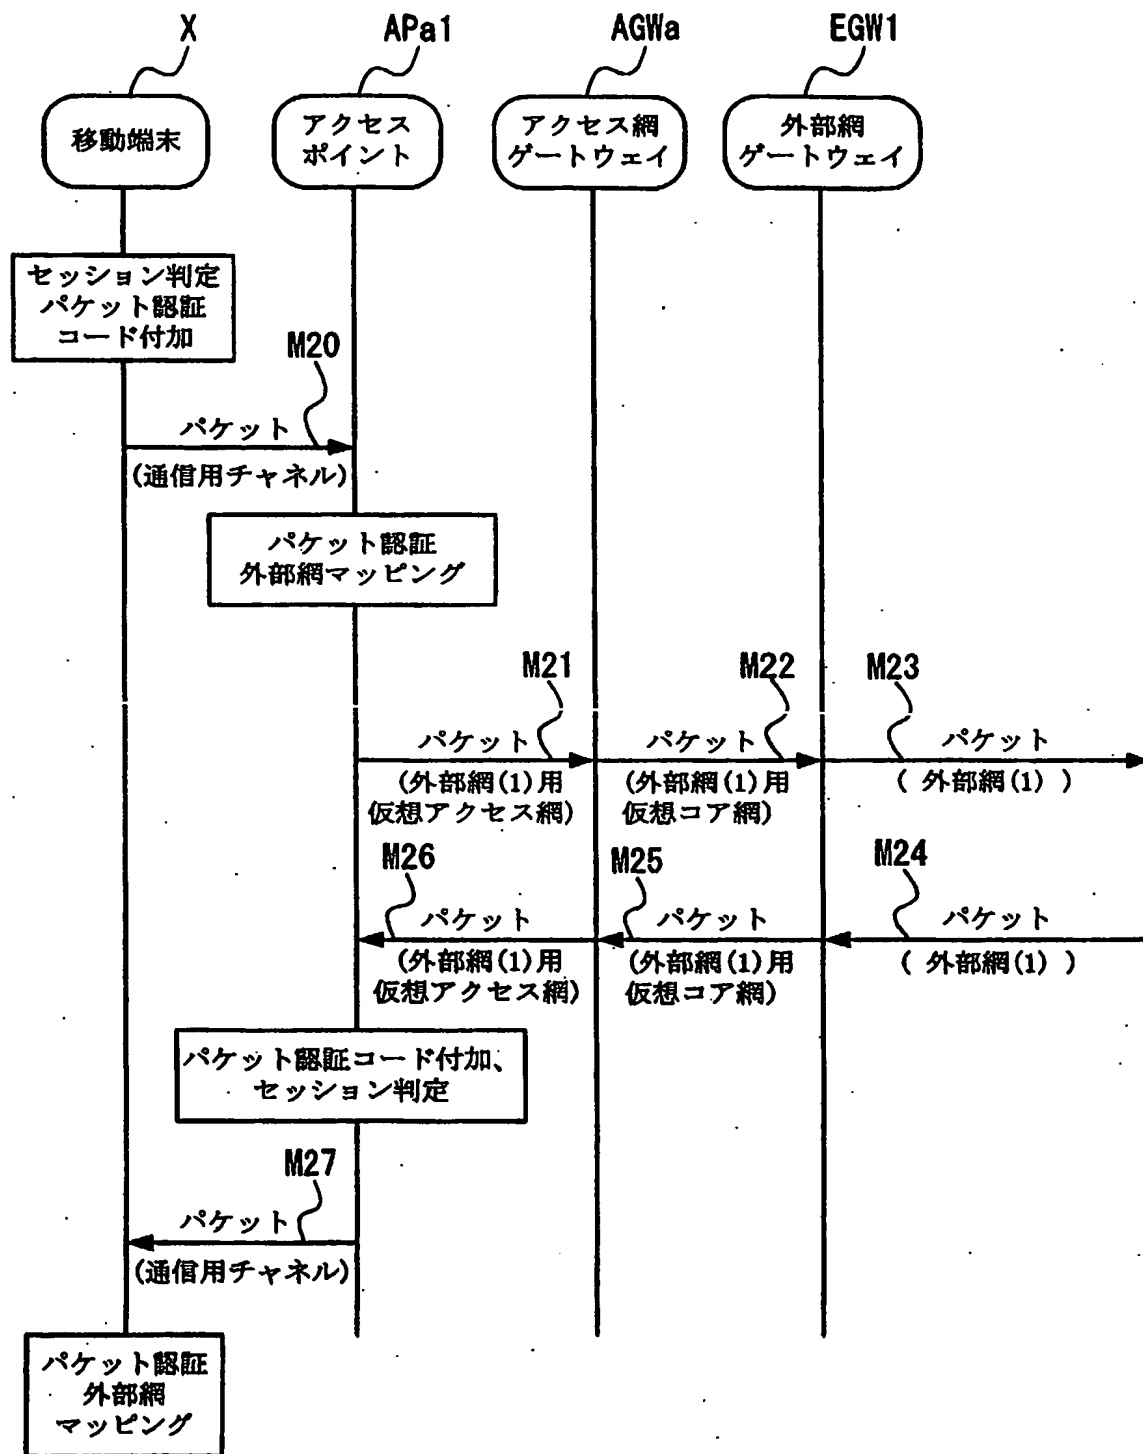 X
APa1
AGWa
EGW1
移動端末
アクセス
ポイント
アクセス網
ゲートウェイ
外部網
ゲートウェイ
セッション判定
パケット認証
コード付加
M20
パケット
(通信用チャネル)
パケット認証
外部網マッピング
M21
M22
M23
パケット
パケット
パケット
(外部網(1)用
仮想アクセス網)
(外部網(1)用
仮想コア網)
( 外部網(1) )
M26
M25
M24
パケット
パケット
パケット
(外部網(1)用
仮想アクセス網)
(外部網(1)用
仮想コア網)
( 外部網(1) )
パケット認証コード付加、
セッション判定
M27
パケット
(通信用チャネル)
パケット認証
外部網
マッピング